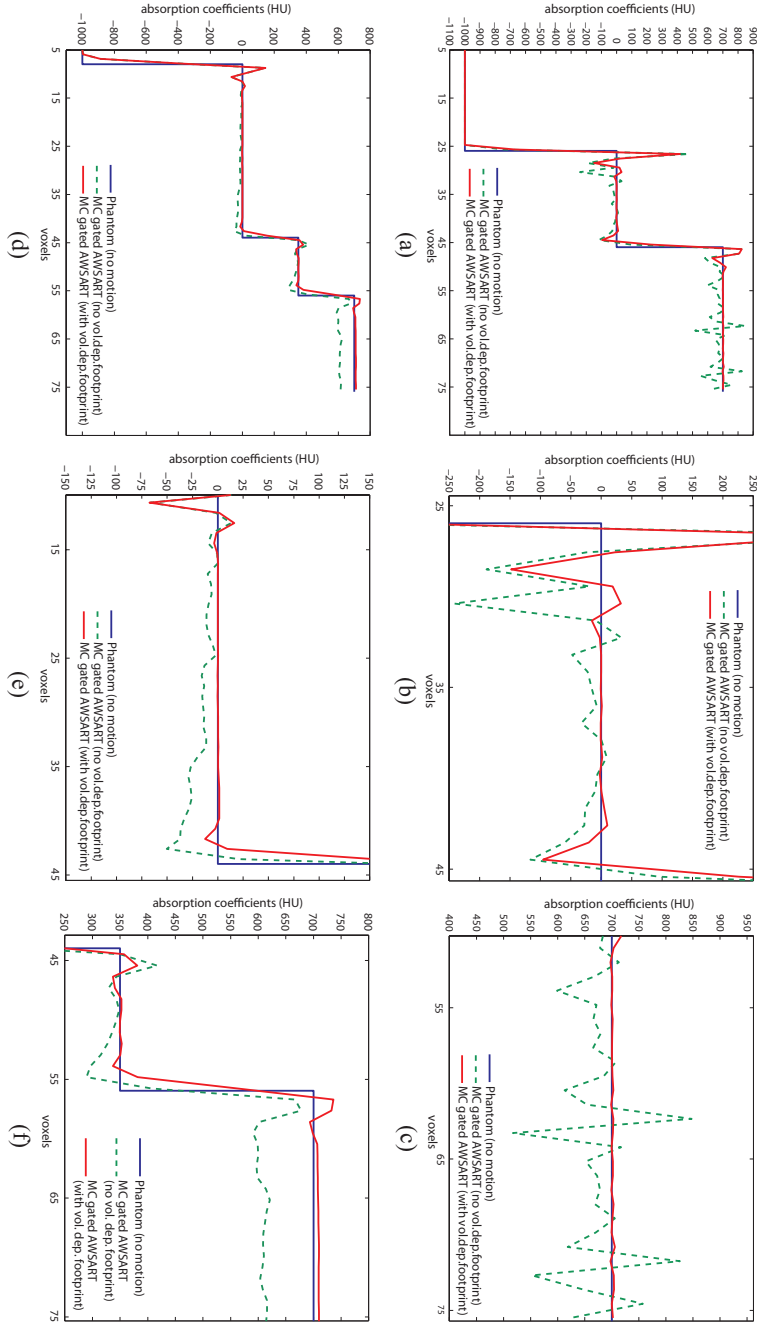 absorption coefficients (HU)
900
800
700
600
500
400
300
200
100
0
−100
−200
−300
−400
−500
−600
−700
−800
−900
−1000
−1100
5
15
25
35
45
55
65
75
voxels
Phantom (no motion)
MC gated AWSART (no vol.dep.footprint)
MC gated AWSART (with vol.dep.footprint)
(a)
absorption coefficients (HU)
250
200
150
100
50
0
−50
−100
−150
−200
−250
25
35
45
voxels
Phantom (no motion)
MC gated AWSART (no vol.dep.footprint)
MC gated AWSART (with vol.dep.footprint)
(b)
absorption coefficients (HU)
950
900
850
800
750
700
650
600
550
500
450
400
55
65
75
voxels
Phantom (no motion)
MC gated AWSART (no vol.dep.footprint)
MC gated AWSART (with vol.dep.footprint)
(c)
absorption coefficients (HU)
800
600
400
200
0
−200
−400
−600
−800
−1000
5
15
25
35
45
55
65
75
voxels
Phantom (no motion)
MC gated AWSART (no vol.dep.footprint)
MC gated AWSART (with vol.dep.footprint)
(d)
absorption coefficients (HU)
150
125
100
75
50
25
0
−25
−50
−75
−100
−125
−150
15
25
35
45
voxels
Phantom (no motion)
MC gated AWSART (no vol.dep.footprint)
MC gated AWSART (with vol.dep.footprint)
(e)
absorption coefficients (HU)
800
700
600
500
400
300
250
45
55
65
75
voxels
Phantom (no motion)
MC gated AWSART
(no vol. dep. footprint)
MC gated AWSART
(with vol. dep. footprint)
(f)